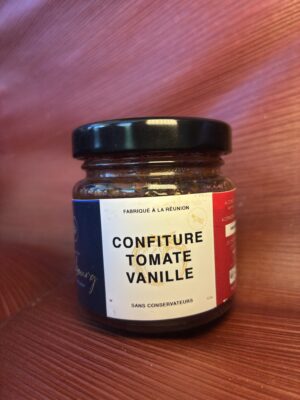 FABRIQUÉ À LA RÉUNION
CONFITURE
TOMATE
VANILLE
SANS CONSERVATEURS